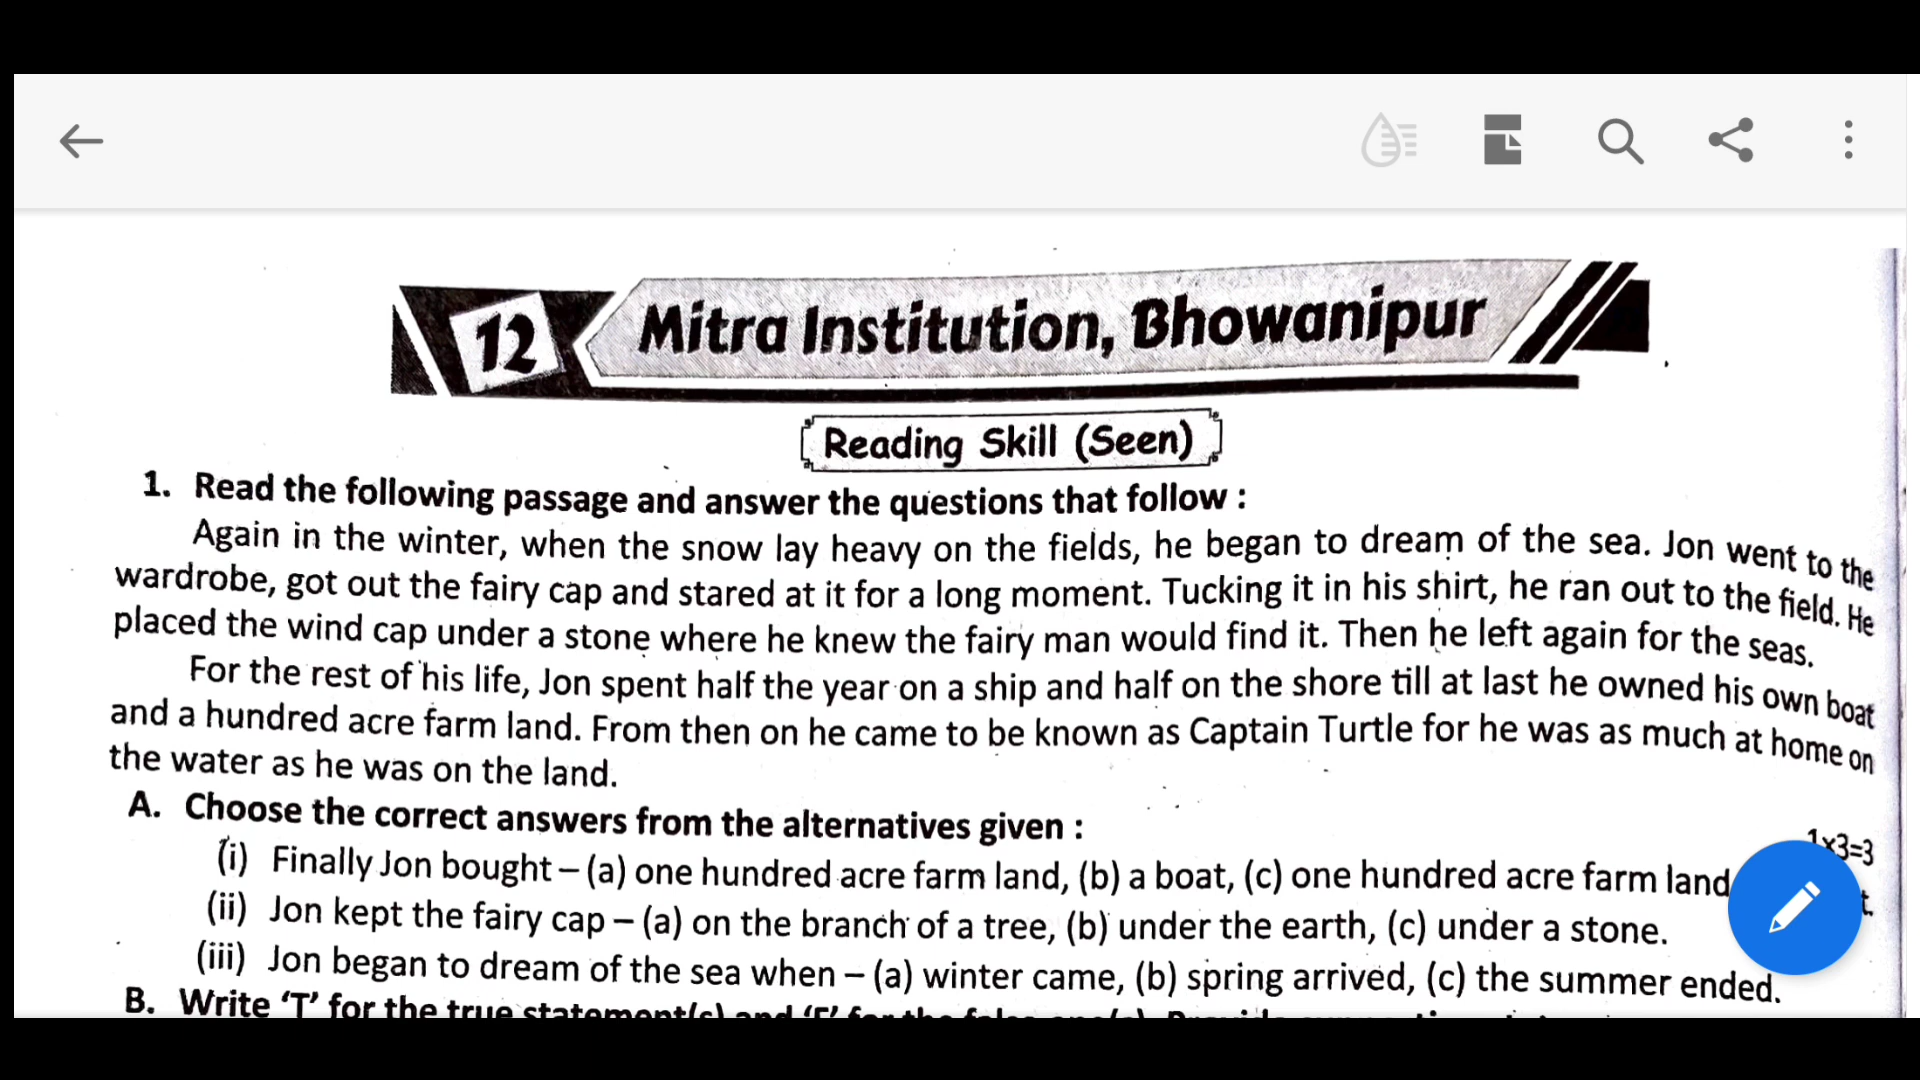 12 Mitra Institution, Bhowanipur
Reading Skill (Seen)
1. Read the following passage and answer the questions that follow :
Again in the winter, when the snow lay heavy on the fields, he began to dream of the sea. Jon went to the
wardrobe, got out the fairy cap and stared at it for a long moment. Tucking it in his shirt, he ran out to the field. He
placed the wind cap under a stone where he knew the fairy man would find it. Then he left again for the seas.
For the rest of his life, Jon spent half the year on a ship and half on the shore till at last he owned his own boat
and a hundred acre farm land. From then on he came to be known as Captain Turtle for he was as much at home on
the water as he was on the land.
A. Choose the correct answers from the alternatives given :
1x3=3
(i) Finally Jon bought – (a) one hundred acre farm land, (b) a boat, (c) one hundred acre farm land
(ii) Jon kept the fairy cap – (a) on the branch of a tree, (b) under the earth, (c) under a stone.
(iii) Jon began to dream of the sea when – (a) winter came, (b) spring arrived, (c) the summer ended.
B. Write 'T' for the true statement(s) and 'F' for the false